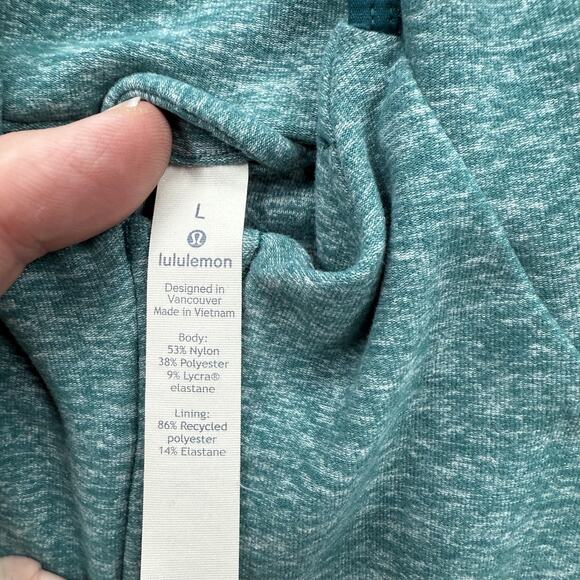 L
lululemon
Designed in
Vancouver
Made in Vietnam
Body:
53% Nylon
38% Polyester
9% Lycra®
elastane
Lining:
86% Recycled
polyester
14% Elastane